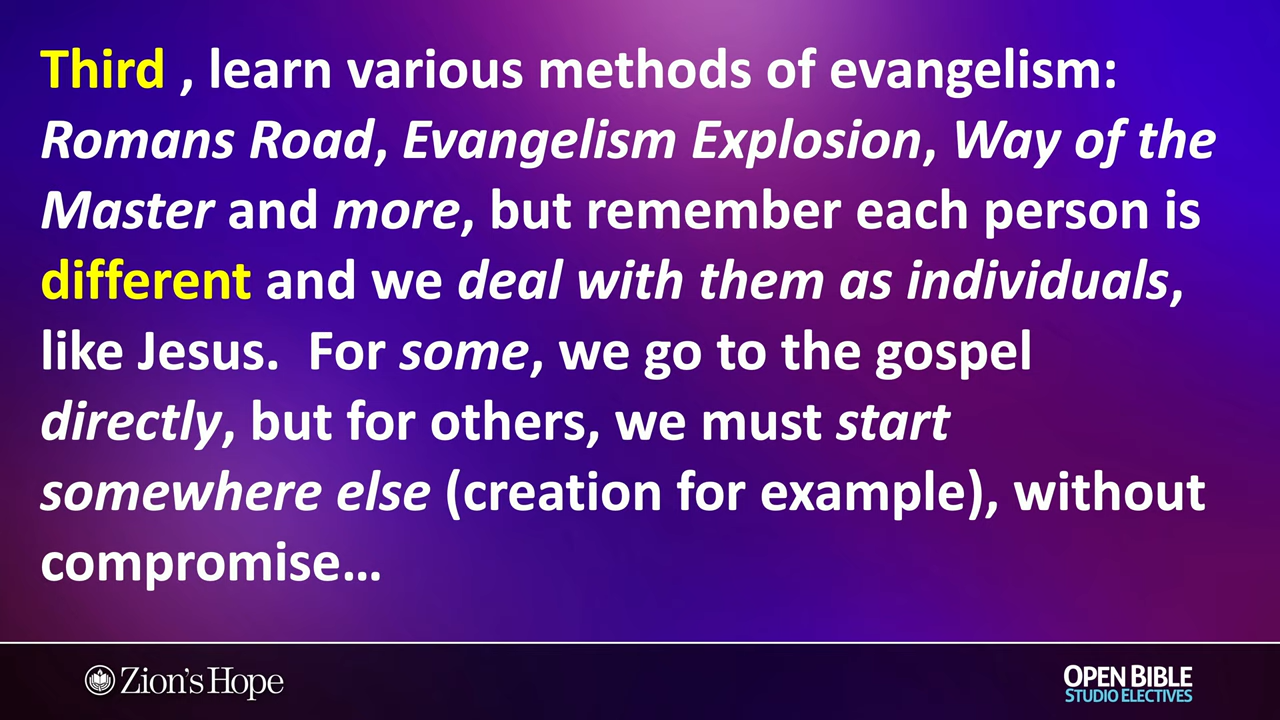 Third , learn various methods of evangelism:
Romans Road, Evangelism Explosion, Way of the
Master and more, but remember each person is
different and we deal with them as individuals,
like Jesus.  For some, we go to the gospel
directly, but for others, we must start
somewhere else (creation for example), without
compromise…
Zion's Hope
OPEN BIBLE
STUDIO ELECTIVES